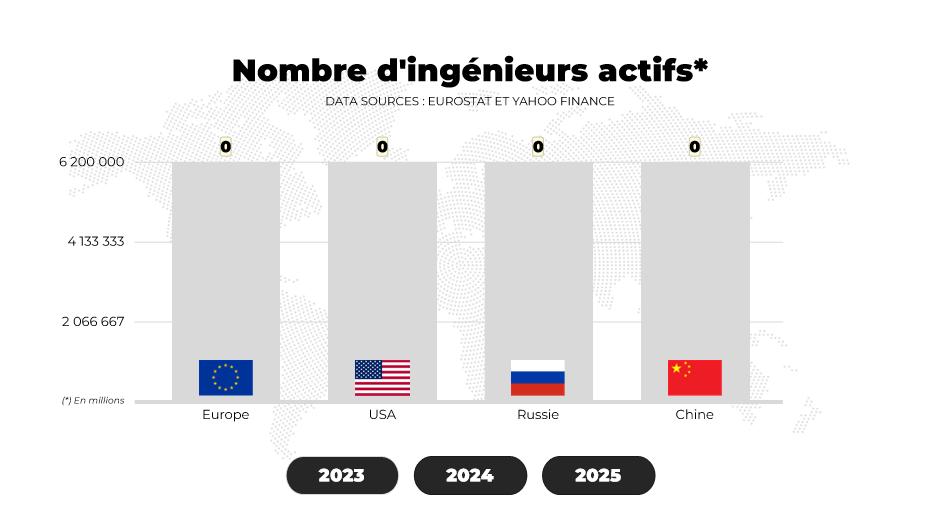 Nombre d'ingénieurs actifs*
DATA SOURCES : EUROSTAT ET YAHOO FINANCE
0 0 0 0
6 200 000
4 133 333
2 066 667
(*) En millions
Europe USA Russie Chine
2023 2024 2025